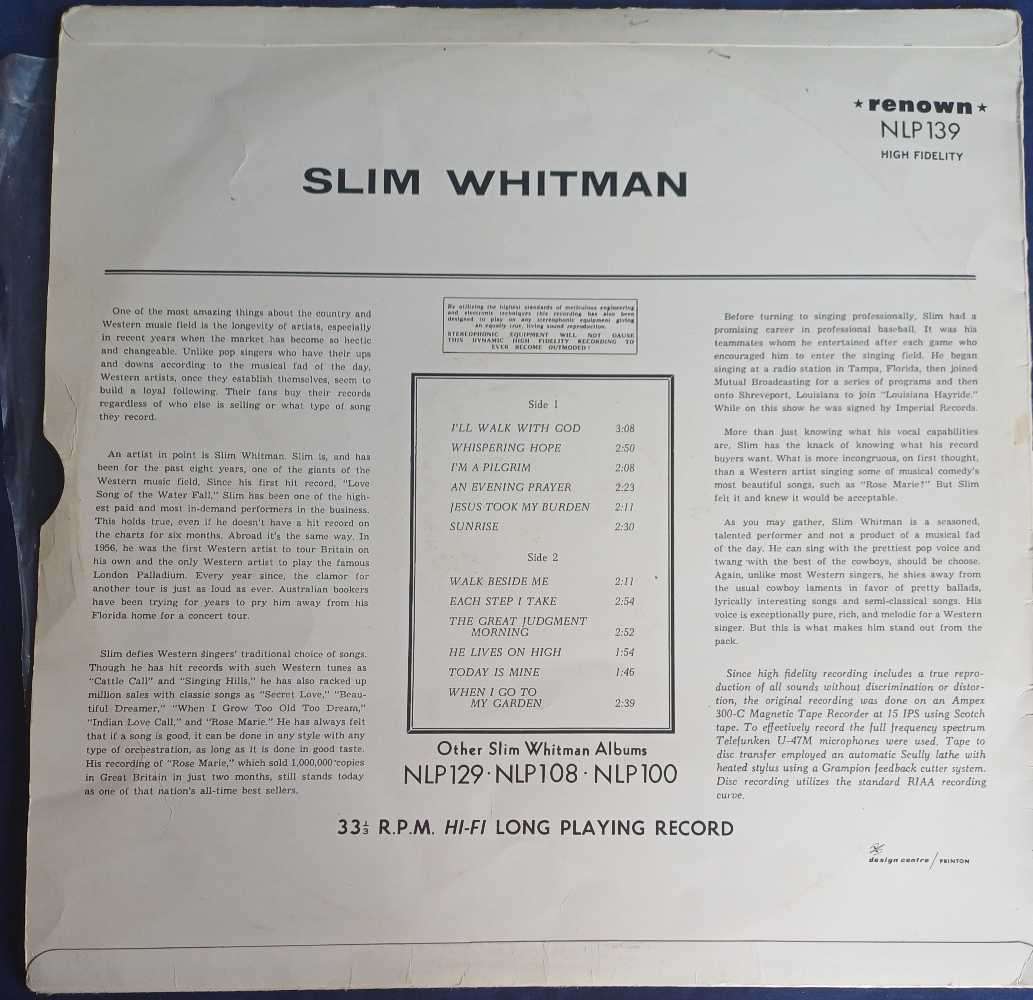 ★ renown ★
NLP 139
HIGH FIDELITY
SLIM WHITMAN
One of the most amazing things about the country and
Western music field is the longevity of artists, especially
in recent years when the market has become so hectic
and changeable. Unlike pop singers who have their ups
and downs according to the musical fad of the day,
Western artists, once they establish themselves, seem to
build a loyal following. Their fans buy their records
regardless of who else is selling or what type of song
they record.
An artist in point is Slim Whitman. Slim is, and has
been for the past eight years, one of the giants of the
Western music field. Since his first hit record, "Love
Song of the Water Fall," Slim has been one of the high-
est paid and most in-demand performers in the business.
This holds true, even if he doesn't have a hit record on
the charts for six months. Abroad it's the same way. In
1956, he was the first Western artist to tour Britain on
his own and the only Western artist to play the famous
London Palladium. Every year since, the clamor for
another tour is just as loud as ever. Australian bookers
have been trying for years to pry him away from his
Florida home for a concert tour.
Slim defies Western singers' traditional choice of songs.
Though he has hit records with such Western tunes as
"Cattle Call" and "Singing Hills," he has also racked up
million sales with classic songs as "Secret Love," "Beau-
tiful Dreamer," "When I Grow Too Old Too Dream,"
"Indian Love Call," and "Rose Marie." He has always felt
that if a song is good, it can be done in any style with any
type of orchestration, as long as it is done in good taste.
His recording of "Rose Marie," which sold 1,000,000 copies
in Great Britain in just two months, still stands today
as one of that nation's all-time best sellers.
By utilizing the highest standards of meticulous engineering
and electronic techniques this recording has also been
designed to play on any stereophonic equipment giving
an equally true, living sound reproduction.
STEREOPHONIC EQUIPMENT WILL NOT CAUSE
THIS DYNAMIC HIGH FIDELITY RECORDING TO
EVER BECOME OUTMODED!
Side 1
I'LL WALK WITH GOD 3:08
WHISPERING HOPE 2:50
I'M A PILGRIM 2:08
AN EVENING PRAYER 2:23
JESUS TOOK MY BURDEN 2:11
SUNRISE 2:30
Side 2
WALK BESIDE ME 2:11
EACH STEP I TAKE 2:54
THE GREAT JUDGMENT
MORNING 2:52
HE LIVES ON HIGH 1:54
TODAY IS MINE 1:46
WHEN I GO TO
MY GARDEN 2:39
Other Slim Whitman Albums
NLP129 · NLP108 · NLP100
Before turning to singing professionally, Slim had a
promising career in professional baseball. It was his
teammates whom he entertained after each game who
encouraged him to enter the singing field. He began
singing at a radio station in Tampa, Florida, then joined
Mutual Broadcasting for a series of programs and then
onto Shreveport, Louisiana to join "Louisiana Hayride."
While on this show he was signed by Imperial Records.
More than just knowing what his vocal capabilities
are, Slim has the knack of knowing what his record
buyers want. What is more incongruous, on first thought,
than a Western artist singing some of musical comedy's
most beautiful songs, such as "Rose Marie?" But Slim
felt it and knew it would be acceptable.
As you may gather, Slim Whitman is a seasoned,
talented performer and not a product of a musical fad
of the day. He can sing with the prettiest pop voice and
twang with the best of the cowboys, should be choose.
Again, unlike most Western singers, he shies away from
the usual cowboy laments in favor of pretty ballads,
lyrically interesting songs and semi-classical songs. His
voice is exceptionally pure, rich, and melodic for a Western
singer. But this is what makes him stand out from the
pack.
Since high fidelity recording includes a true repro-
duction of all sounds without discrimination or distor-
tion, the original recording was done on an Ampex
300-C Magnetic Tape Recorder at 15 IPS using Scotch
tape. To effectively record the full frequency spectrum
Telefunken U-47M microphones were used. Tape to
disc transfer employed an automatic Scully lathe with
heated stylus using a Grampion feedback cutter system.
Disc recording utilizes the standard RIAA recording
curve.
33⅓ R.P.M. HI-FI LONG PLAYING RECORD
design centre / PRINTON